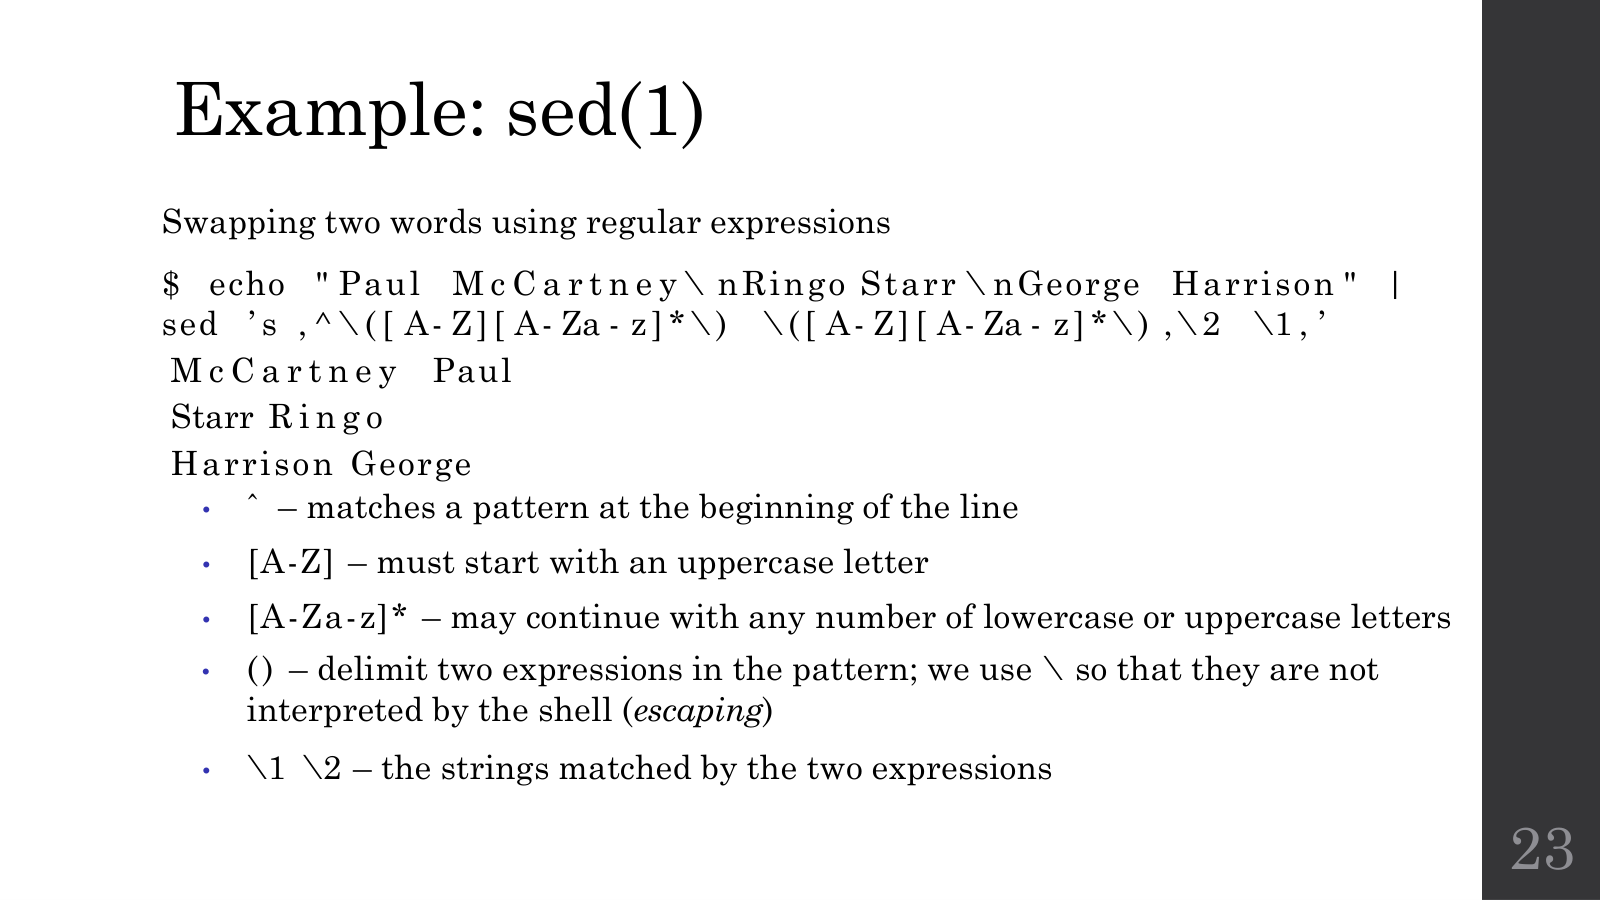 Example: sed(1)
Swapping two words using regular expressions
$ echo "Paul McCartney\nRingo Starr\nGeorge Harrison" |
sed ’s,^\([A-Z][A-Za-z]*\) \([A-Z][A-Za-z]*\),\2 \1,’
McCartney Paul
Starr Ringo
Harrison George
• ˆ – matches a pattern at the beginning of the line
• [A-Z] – must start with an uppercase letter
• [A-Za-z]* – may continue with any number of lowercase or uppercase letters
• () – delimit two expressions in the pattern; we use \ so that they are not
interpreted by the shell (escaping)
• \1 \2 – the strings matched by the two expressions
23